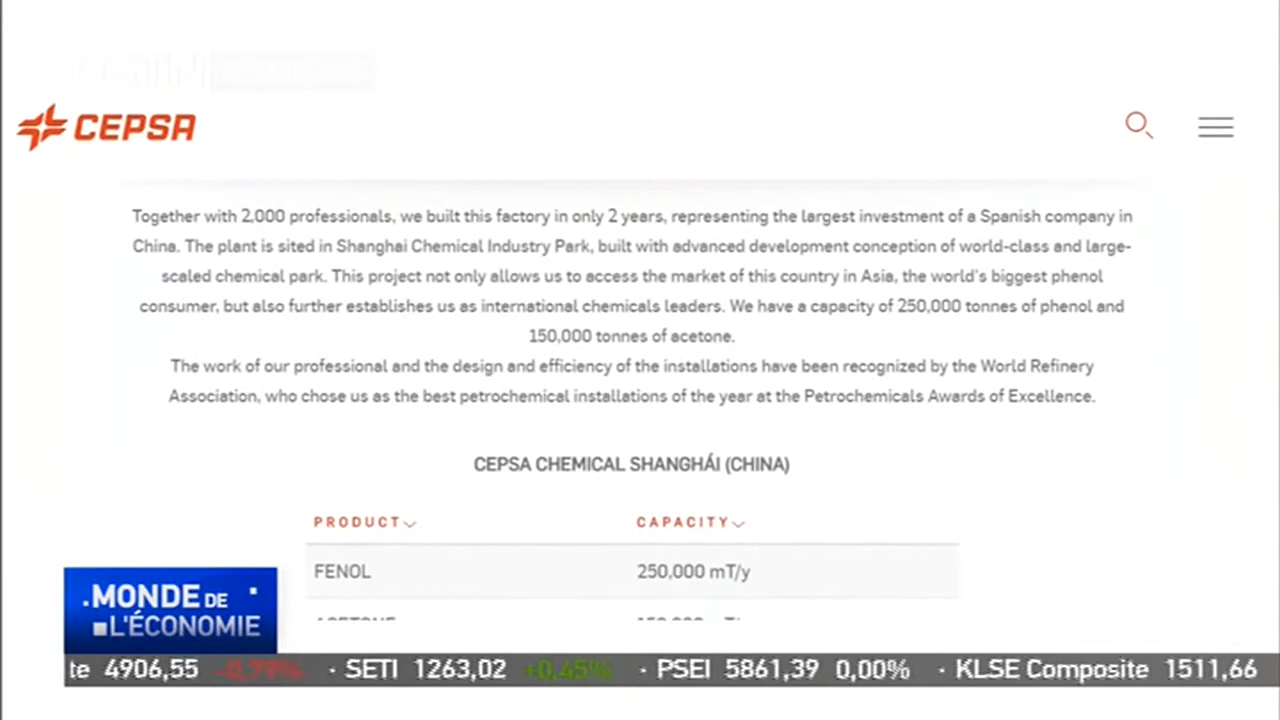 CEPSA
Together with 2,000 professionals, we built this factory in only 2 years, representing the largest investment of a Spanish company in
China. The plant is sited in Shanghai Chemical Industry Park, built with advanced development conception of world-class and large-
scaled chemical park. This project not only allows us to access the market of this country in Asia, the world's biggest phenol
consumer, but also further establishes us as international chemicals leaders. We have a capacity of 250,000 tonnes of phenol and
150,000 tonnes of acetone.
The work of our professional and the design and efficiency of the installations have been recognized by the World Refinery
Association, who chose us as the best petrochemical installations of the year at the Petrochemicals Awards of Excellence.
CEPSA CHEMICAL SHANGHÁI (CHINA)
PRODUCT CAPACITY
FENOL 250,000 mT/y
MONDE DE
L'ÉCONOMIE
te 4906,55 -0,79% · SETI 1263,02 +0,45% · PSEI 5861,39 0,00% · KLSE Composite 1511,66